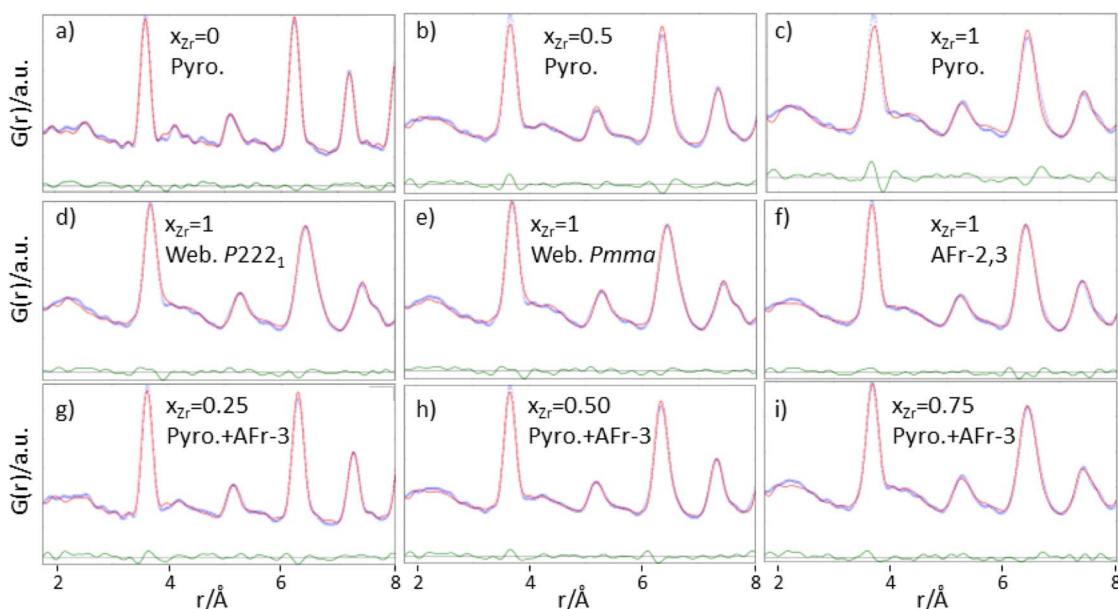 a)
x_Zr=0
Pyro.
b)
x_Zr=0.5
Pyro.
c)
x_Zr=1
Pyro.
G(r)/a.u.
d)
x_Zr=1
Web. P222₁
e)
x_Zr=1
Web. Pmma
f)
x_Zr=1
AFr-2,3
G(r)/a.u.
g)
x_Zr=0.25
Pyro.+AFr-3
h)
x_Zr=0.50
Pyro.+AFr-3
i)
x_Zr=0.75
Pyro.+AFr-3
G(r)/a.u.
2 4 6 8
2 4 6 8
2 4 6 8
r/Å
r/Å
r/Å